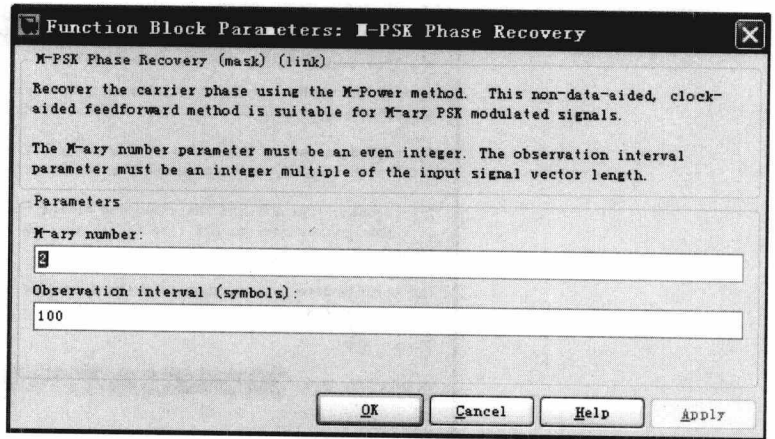 Function Block Parameters: M-PSK Phase Recovery
M-PSK Phase Recovery (mask) (link)
Recover the carrier phase using the M-Power method. This non-data-aided, clock-
aided feedforward method is suitable for M-ary PSK modulated signals.
The M-ary number parameter must be an even integer. The observation interval
parameter must be an integer multiple of the input signal vector length.
Parameters
M-ary number:
2
Observation interval (symbols):
100
OK
Cancel
Help
Apply